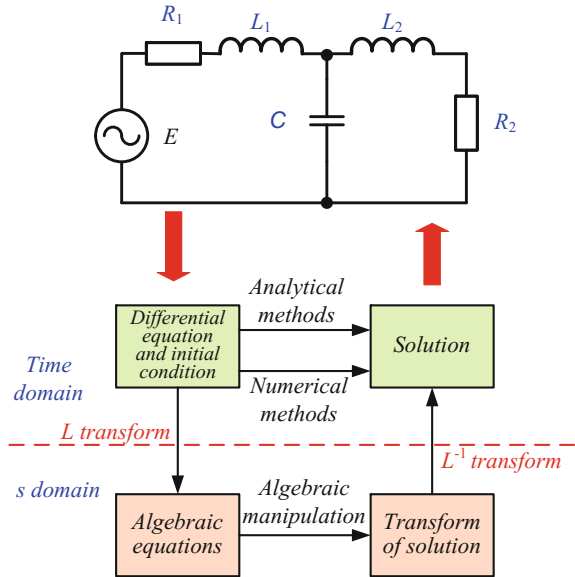 R₁
L₁
L₂
E
C
R₂
Analytical
methods
Differential
equation
and initial
condition
Solution
Time
domain
Numerical
methods
L transform
L⁻¹ transform
s domain
Algebraic
manipulation
Algebraic
equations
Transform
of solution